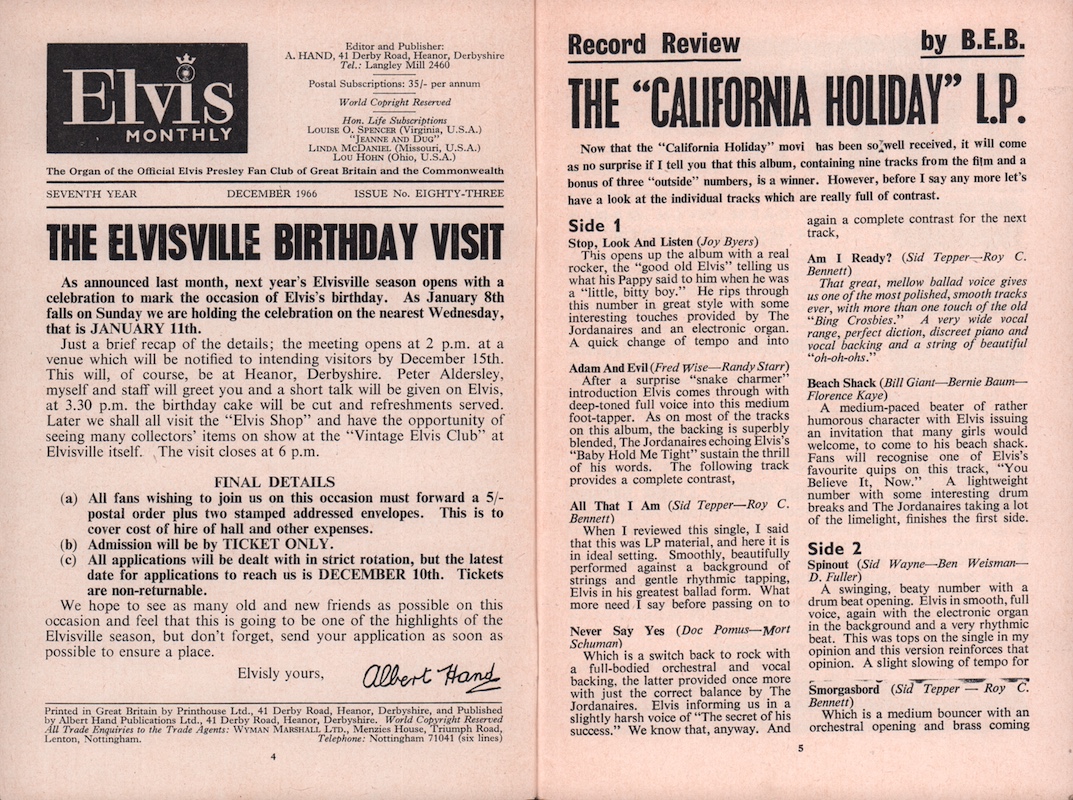 Elvis
MONTHLY
Editor and Publisher:
A. HAND, 41 Derby Road, Heanor, Derbyshire
Tel.: Langley Mill 2460
Postal Subscriptions: 35/- per annum
World Copright Reserved
Hon. Life Subscriptions
LOUISE O. SPENCER (Virginia, U.S.A.)
"JEANNE AND DUG"
LINDA MCDANIEL (Missouri, U.S.A.)
LOU HOHN (Ohio, U.S.A.)
The Organ of the Official Elvis Presley Fan Club of Great Britain and the Commonwealth
SEVENTH YEAR DECEMBER 1966 ISSUE No. EIGHTY-THREE
THE ELVISVILLE BIRTHDAY VISIT
As announced last month, next year's Elvisville season opens with a
celebration to mark the occasion of Elvis's birthday. As January 8th
falls on Sunday we are holding the celebration on the nearest Wednesday,
that is JANUARY 11th.
Just a brief recap of the details; the meeting opens at 2 p.m. at a
venue which will be notified to intending visitors by December 15th.
This will, of course, be at Heanor, Derbyshire. Peter Aldersley,
myself and staff will greet you and a short talk will be given on Elvis,
at 3.30 p.m. the birthday cake will be cut and refreshments served.
Later we shall all visit the "Elvis Shop" and have the opportunity of
seeing many collectors' items on show at the "Vintage Elvis Club" at
Elvisville itself. The visit closes at 6 p.m.
FINAL DETAILS
(a) All fans wishing to join us on this occasion must forward a 5/-
postal order plus two stamped addressed envelopes. This is to
cover cost of hire of hall and other expenses.
(b) Admission will be by TICKET ONLY.
(c) All applications will be dealt with in strict rotation, but the latest
date for applications to reach us is DECEMBER 10th. Tickets
are non-returnable.
We hope to see as many old and new friends as possible on this
occasion and feel that this is going to be one of the highlights of the
Elvisville season, but don't forget, send your application as soon as
possible to ensure a place.
Elvisly yours, Albert Hand
Printed in Great Britain by Printhouse Ltd., 41 Derby Road, Heanor, Derbyshire, and Published
by Albert Hand Publications Ltd., 41 Derby Road, Heanor, Derbyshire. World Copyright Reserved
All Trade Enquiries to the Trade Agents: WYMAN MARSHALL LTD., Menzies House, Triumph Road,
Lenton, Nottingham. Telephone: Nottingham 71041 (six lines)
4
Record Review by B.E.B.
THE "CALIFORNIA HOLIDAY" L.P.
Now that the "California Holiday" movi has been so well received, it will come
as no surprise if I tell you that this album, containing nine tracks from the film and a
bonus of three "outside" numbers, is a winner. However, before I say any more let's
have a look at the individual tracks which are really full of contrast.
Side 1
Stop, Look And Listen (Joy Byers)
This opens up the album with a real
rocker, the "good old Elvis" telling us
what his Pappy said to him when he was
a "little, bitty boy." He rips through
this number in great style with some
interesting touches provided by The
Jordanaires and an electronic organ.
A quick change of tempo and into
Adam And Evil (Fred Wise—Randy Starr)
After a surprise "snake charmer"
introduction Elvis comes through with
deep-toned full voice into this medium
foot-tapper. As on most of the tracks
on this album, the backing is superbly
blended, The Jordanaires echoing Elvis's
"Baby Hold Me Tight" sustain the thrill
of his words. The following track
provides a complete contrast,
All That I Am (Sid Tepper—Roy C.
Bennett)
When I reviewed this single, I said
that this was LP material, and here it is
in ideal setting. Smoothly, beautifully
performed against a background of
strings and gentle rhythmic tapping,
Elvis in his greatest ballad form. What
more need I say before passing on to
Never Say Yes (Doc Pomus—Mort
Schuman)
Which is a switch back to rock with
a full-bodied orchestral and vocal
backing, the latter provided once more
with just the correct balance by The
Jordanaires. Elvis informing us in a
slightly harsh voice of "The secret of his
success." We know that, anyway. And
again a complete contrast for the next
track,
Am I Ready? (Sid Tepper—Roy C.
Bennett)
That great, mellow ballad voice gives
us one of the most polished, smooth tracks
ever, with more than one touch of the old
"Bing Crosbies." A very wide vocal
range, perfect diction, discreet piano and
vocal backing and a string of beautiful
"oh-oh-ohs."
Beach Shack (Bill Giant—Bernie Baum—
Florence Kaye)
A medium-paced beater of rather
humorous character with Elvis issuing
an invitation that many girls would
welcome, to come to his beach shack.
Fans will recognise one of Elvis's
favourite quips on this track, "You
Believe It, Now." A lightweight
number with some interesting drum
breaks and The Jordanaires taking a lot
of the limelight, finishes the first side.
Side 2
Spinout (Sid Wayne—Ben Weisman—
D. Fuller)
A swinging, beaty number with a
drum beat opening. Elvis in smooth, full
voice, again with the electronic organ
in the background and a very rhythmic
beat. This was tops on the single in my
opinion and this version reinforces that
opinion. A slight slowing of tempo for
Smorgasbord (Sid Tepper — Roy C.
Bennett)
Which is a medium bouncer with an
orchestral opening and brass coming
5